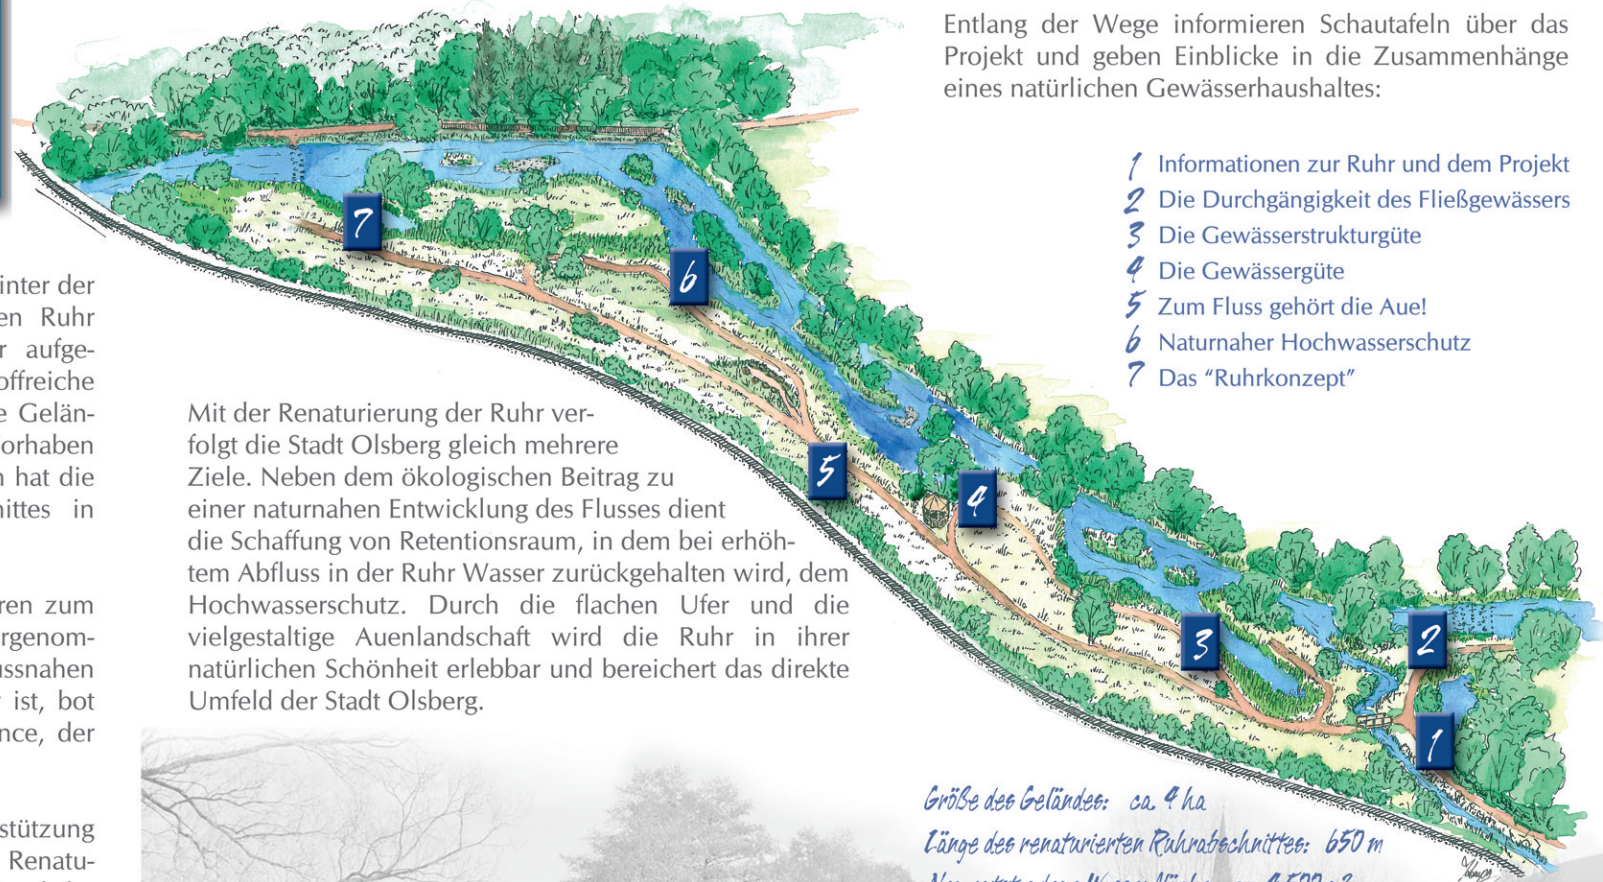 Entlang der Wege informieren Schautafeln über das
Projekt und geben Einblicke in die Zusammenhänge
eines natürlichen Gewässerhaushaltes:
1 Informationen zur Ruhr und dem Projekt
2 Die Durchgängigkeit des Fließgewässers
3 Die Gewässerstrukturgüte
4 Die Gewässergüte
5 Zum Fluss gehört die Aue!
6 Naturnaher Hochwasserschutz
7 Das “Ruhrkonzept”
7
6
5
4
3
2
1
inter der
en Ruhr
r aufge-
offreiche
e Gelän-
orhaben
n hat die
nittes in
ren zum
rgenom-
ussnahen
r ist, bot
nce, der
stützung
Renatu-
Mit der Renaturierung der Ruhr ver-
folgt die Stadt Olsberg gleich mehrere
Ziele. Neben dem ökologischen Beitrag zu
einer naturnahen Entwicklung des Flusses dient
die Schaffung von Retentionsraum, in dem bei erhöh-
tem Abfluss in der Ruhr Wasser zurückgehalten wird, dem
Hochwasserschutz. Durch die flachen Ufer und die
vielgestaltige Auenlandschaft wird die Ruhr in ihrer
natürlichen Schönheit erlebbar und bereichert das direkte
Umfeld der Stadt Olsberg.
Größe des Geländes: ca. 4 ha
Länge des renaturierten Ruhrabschnittes: 650 m